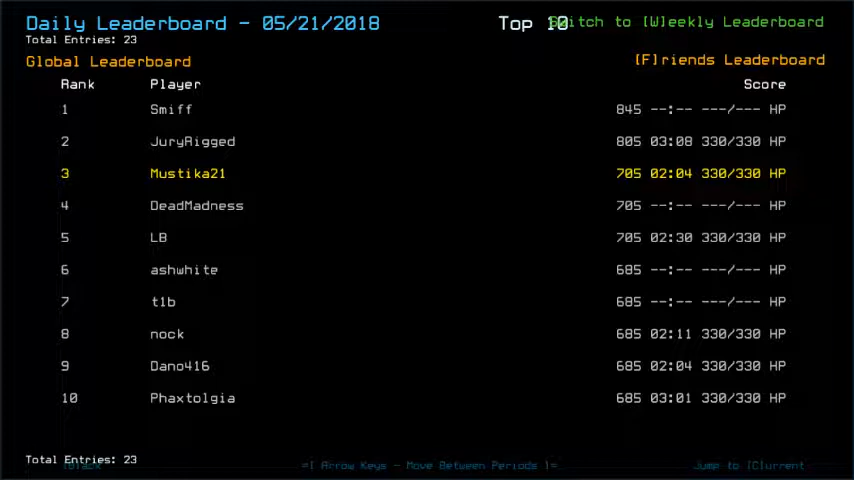 Daily Leaderboard - 05/21/2018 Top 10 Switch to [W]eekly Leaderboard
Total Entries: 23
Global Leaderboard [F]riends Leaderboard
Rank Player Score
1 Smiff 845 --:-- ---/--- HP
2 JuryRigged 805 03:08 330/330 HP
3 Mustika21 705 02:04 330/330 HP
4 DeadMadness 705 --:-- ---/--- HP
5 LB 705 02:30 330/330 HP
6 ashwhite 685 --:-- ---/--- HP
7 t1b 685 --:-- ---/--- HP
8 nock 685 02:11 330/330 HP
9 Dano416 685 02:04 330/330 HP
10 Phaxtolgia 685 03:01 330/330 HP
Total Entries: 23
[B]ack =[ Arrow Keys - Move Between Periods ]= Jump to [C]urrent